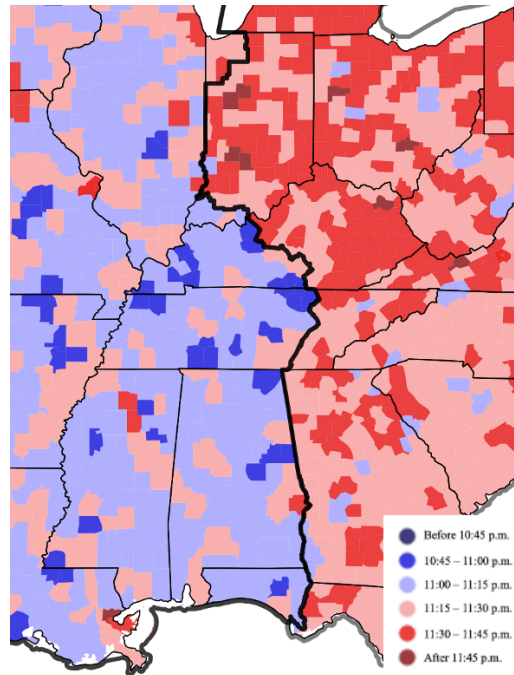 Before 10:45 p.m.
10:45 – 11:00 p.m.
11:00 – 11:15 p.m.
11:15 – 11:30 p.m.
11:30 – 11:45 p.m.
After 11:45 p.m.